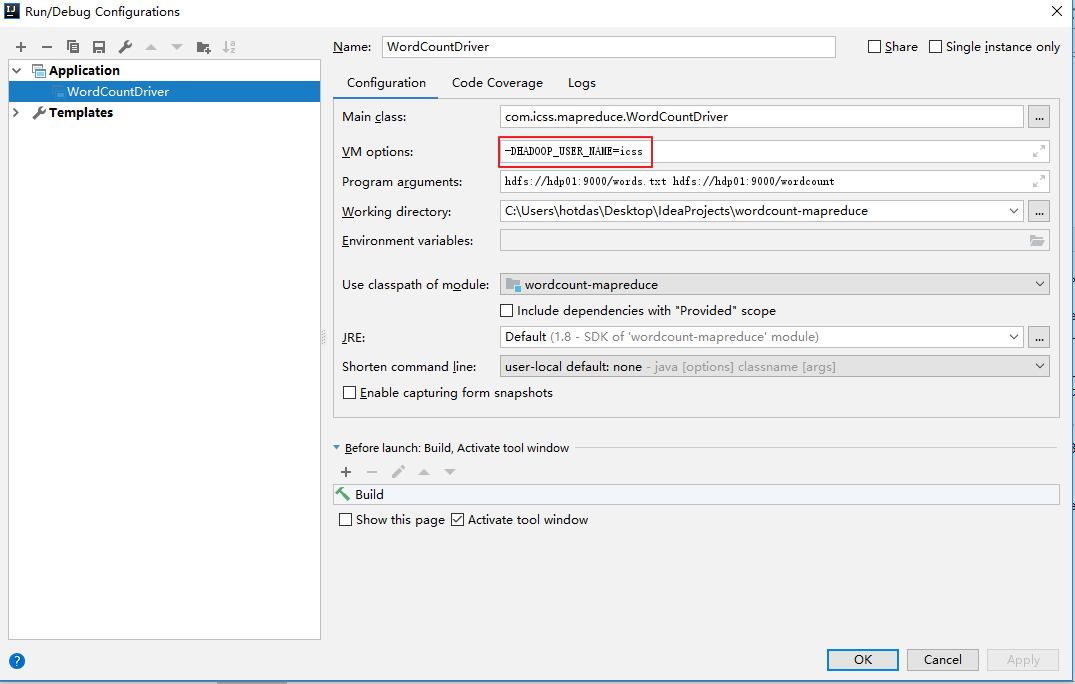 Run/Debug Configurations
Name: WordCountDriver
Share
Single instance only
Application
WordCountDriver
Templates
Configuration Code Coverage Logs
Main class: com.icss.mapreduce.WordCountDriver ...
VM options: -DHADOOP_USER_NAME=icss
Program arguments: hdfs://hdp01:9000/words.txt hdfs://hdp01:9000/wordcount
Working directory: C:\Users\hotdas\Desktop\IdeaProjects\wordcount-mapreduce ...
Environment variables:
Use classpath of module: wordcount-mapreduce
Include dependencies with "Provided" scope
JRE: Default (1.8 - SDK of 'wordcount-mapreduce' module) ...
Shorten command line: user-local default: none - java [options] classname [args]
Enable capturing form snapshots
Before launch: Build, Activate tool window
Build
Show this page Activate tool window
? OK Cancel Apply